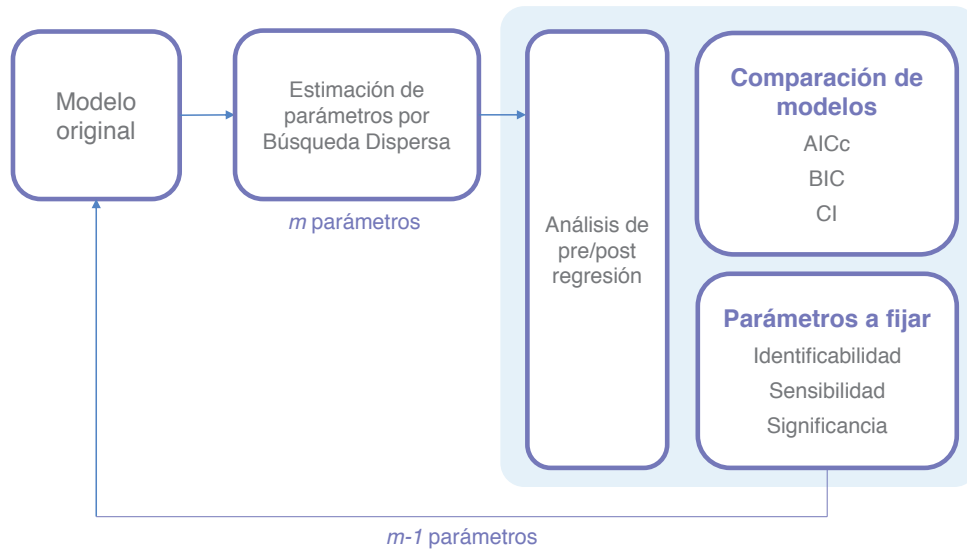 Modelo
original
Estimación de
parámetros por
Búsqueda Dispersa
m parámetros
Análisis de
pre/post
regresión
Comparación de
modelos
AICc
BIC
CI
Parámetros a fijar
Identificabilidad
Sensibilidad
Significancia
m-1 parámetros